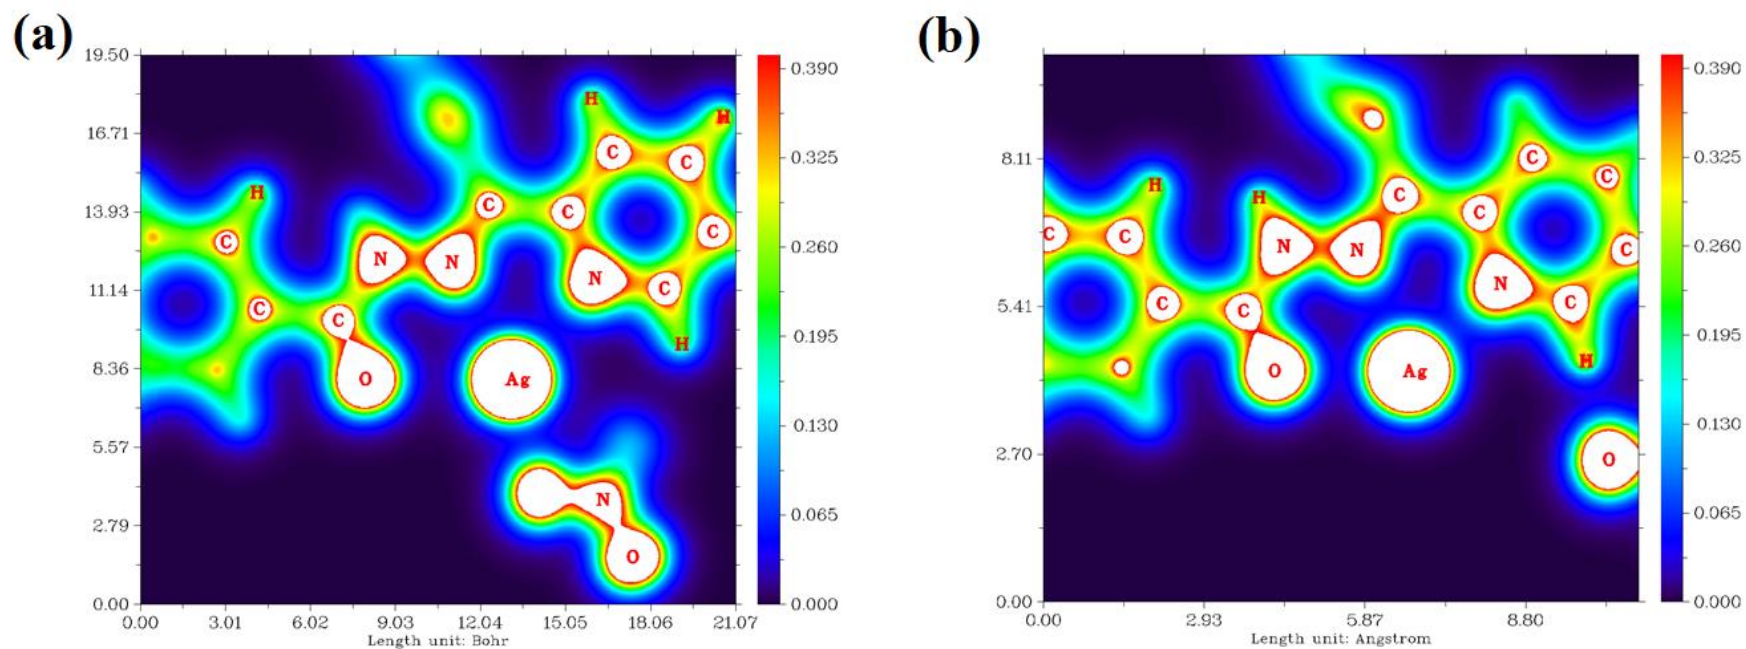 (a)
19.50
16.71
13.93
11.14
8.36
5.57
2.79
0.00
0.00 3.01 6.02 9.03 12.04 15.05 18.06 21.07
Length unit: Bohr
H
H
H
C
C
C
C
C
C
N
N
N
C
C
C
C
H
O
Ag
N
O
0.390
0.325
0.260
0.195
0.130
0.065
0.000
(b)
8.11
5.41
2.70
0.00
0.00 2.93 5.87 8.80
Length unit: Angstrom
C
C
H
H
C
C
C
C
C
N
N
C
C
N
C
O
Ag
H
O
0.390
0.325
0.260
0.195
0.130
0.065
0.000